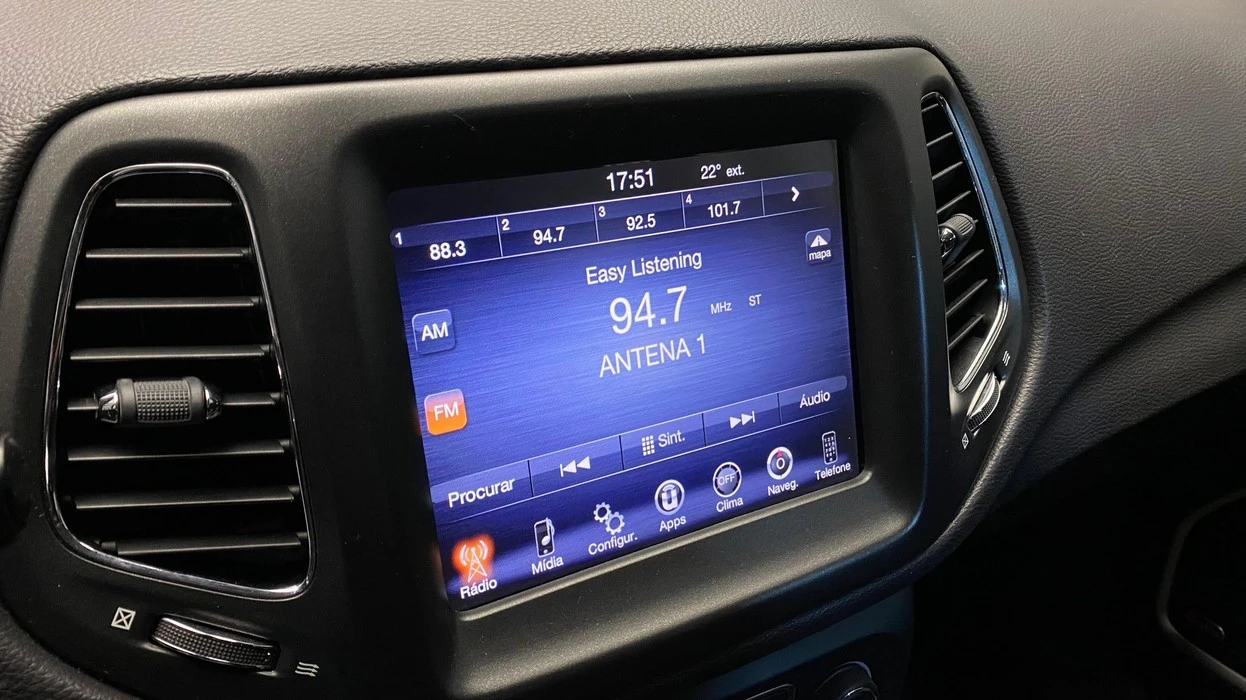 17:51 22° ext.
1 88.3 2 94.7 3 92.5 4 101.7
mapa
Easy Listening
94.7 MHz ST
AM
ANTENA 1
FM
Procurar Sint. Áudio
Rádio Mídia Configur. Apps OFF Clima Naveg. Telefone